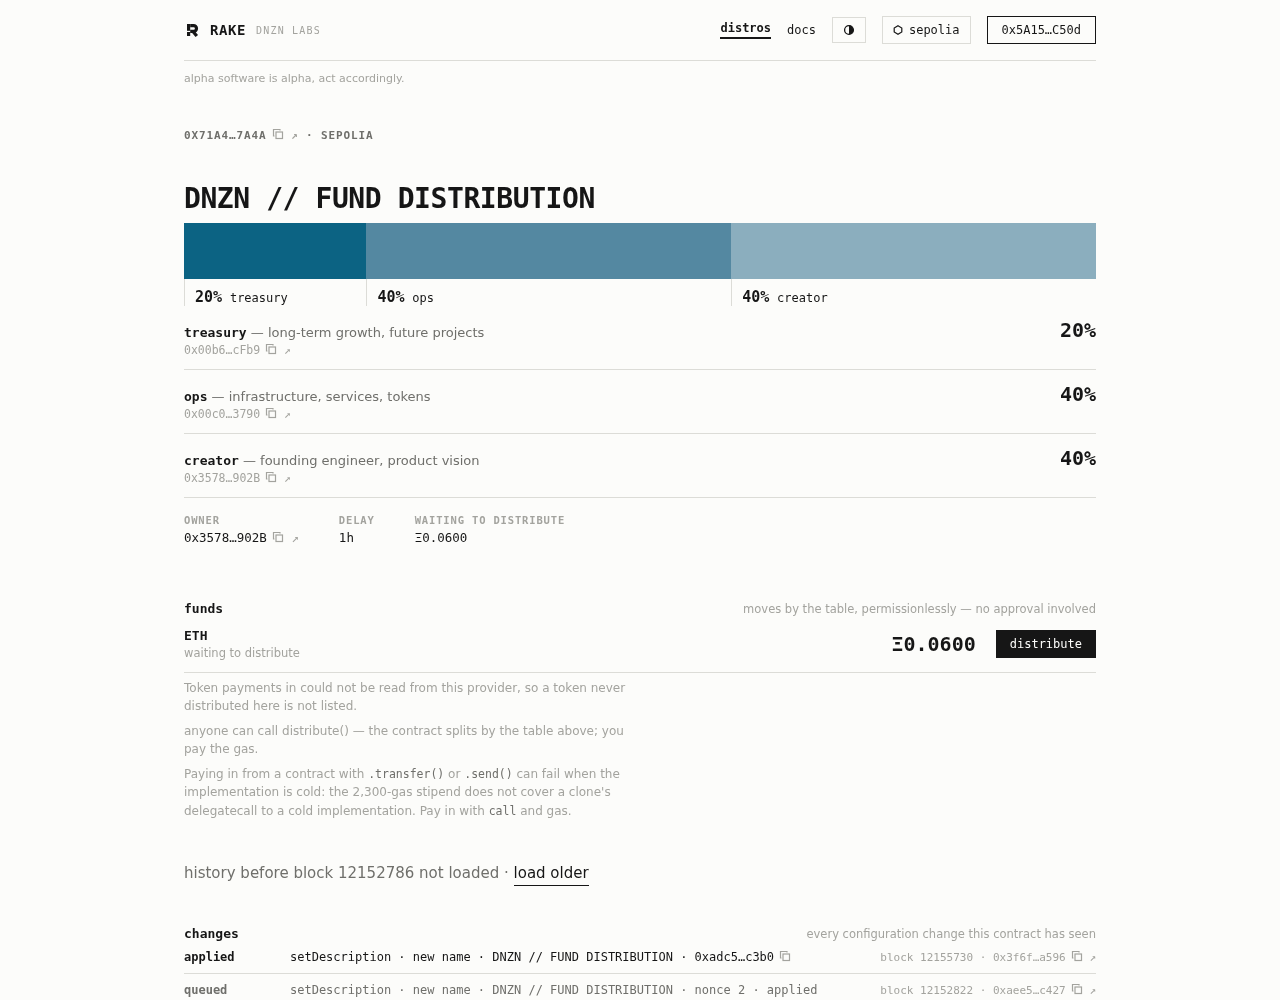 RAKE DNZN LABS distros docs sepolia 0x5A15…C50d
alpha software is alpha, act accordingly.
0X71A4…7A4A ↗ · SEPOLIA
DNZN // FUND DISTRIBUTION
20% treasury 40% ops 40% creator
treasury — long-term growth, future projects 20%
0x00b6…cFb9 ↗
ops — infrastructure, services, tokens 40%
0x00c0…3790 ↗
creator — founding engineer, product vision 40%
0x3578…902B ↗
OWNER DELAY WAITING TO DISTRIBUTE
0x3578…902B ↗ 1h Ξ0.0600
funds moves by the table, permissionlessly — no approval involved
ETH Ξ0.0600 distribute
waiting to distribute
Token payments in could not be read from this provider, so a token never
distributed here is not listed.
anyone can call distribute() — the contract splits by the table above; you
pay the gas.
Paying in from a contract with .transfer() or .send() can fail when the
implementation is cold: the 2,300-gas stipend does not cover a clone's
delegatecall to a cold implementation. Pay in with call and gas.
history before block 12152786 not loaded · load older
changes every configuration change this contract has seen
applied setDescription · new name · DNZN // FUND DISTRIBUTION · 0xadc5…c3b0 block 12155730 · 0x3f6f…a596 ↗
queued setDescription · new name · DNZN // FUND DISTRIBUTION · nonce 2 · applied block 12152822 · 0xaee5…c427 ↗